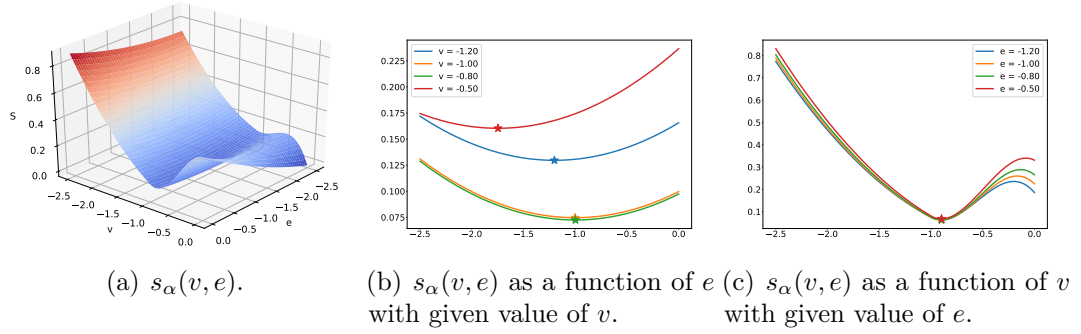 0.8
0.6
S
0.4
0.2
0.0
−2.5
−2.0
−1.5
v
−1.0
−0.5
0.0
0.0
−0.5
−1.0
e
−1.5
−2.0
−2.5
v = -1.20
v = -1.00
v = -0.80
v = -0.50
0.225
0.200
0.175
0.150
0.125
0.100
0.075
−2.5 −2.0 −1.5 −1.0 −0.5 0.0
e = -1.20
e = -1.00
e = -0.80
e = -0.50
0.8
0.7
0.6
0.5
0.4
0.3
0.2
0.1
−2.5 −2.0 −1.5 −1.0 −0.5 0.0
(a) sα(v, e).
(b) sα(v, e) as a function of e
with given value of v.
(c) sα(v, e) as a function of v
with given value of e.